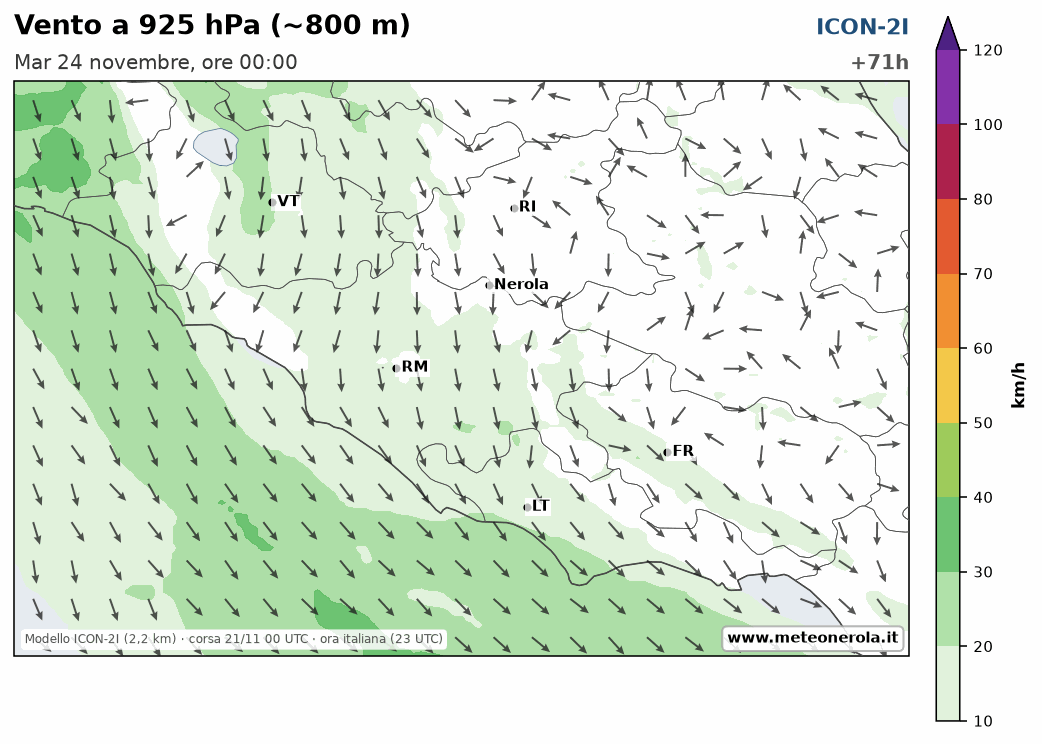 Vento a 925 hPa (~800 m)
ICON-2I
Mar 24 novembre, ore 00:00
+71h
VT
RI
Nerola
RM
FR
LT
Modello ICON-2I (2,2 km) · corsa 21/11 00 UTC · ora italiana (23 UTC)
www.meteonerola.it
120
100
80
70
60
50
40
30
20
10
km/h